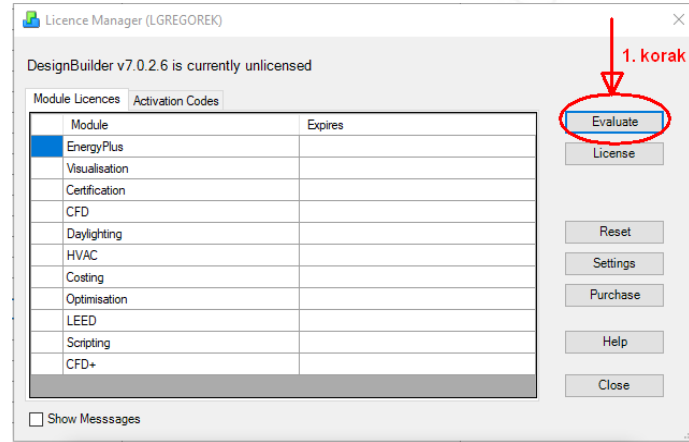 Licence Manager (LGREGOREK)
1. korak
DesignBuilder v7.0.2.6 is currently unlicensed
Module Licences Activation Codes
Module Expires
EnergyPlus
Visualisation
Certification
CFD
Daylighting
HVAC
Costing
Optimisation
LEED
Scripting
CFD+
Evaluate
License
Reset
Settings
Purchase
Help
Close
Show Messsages